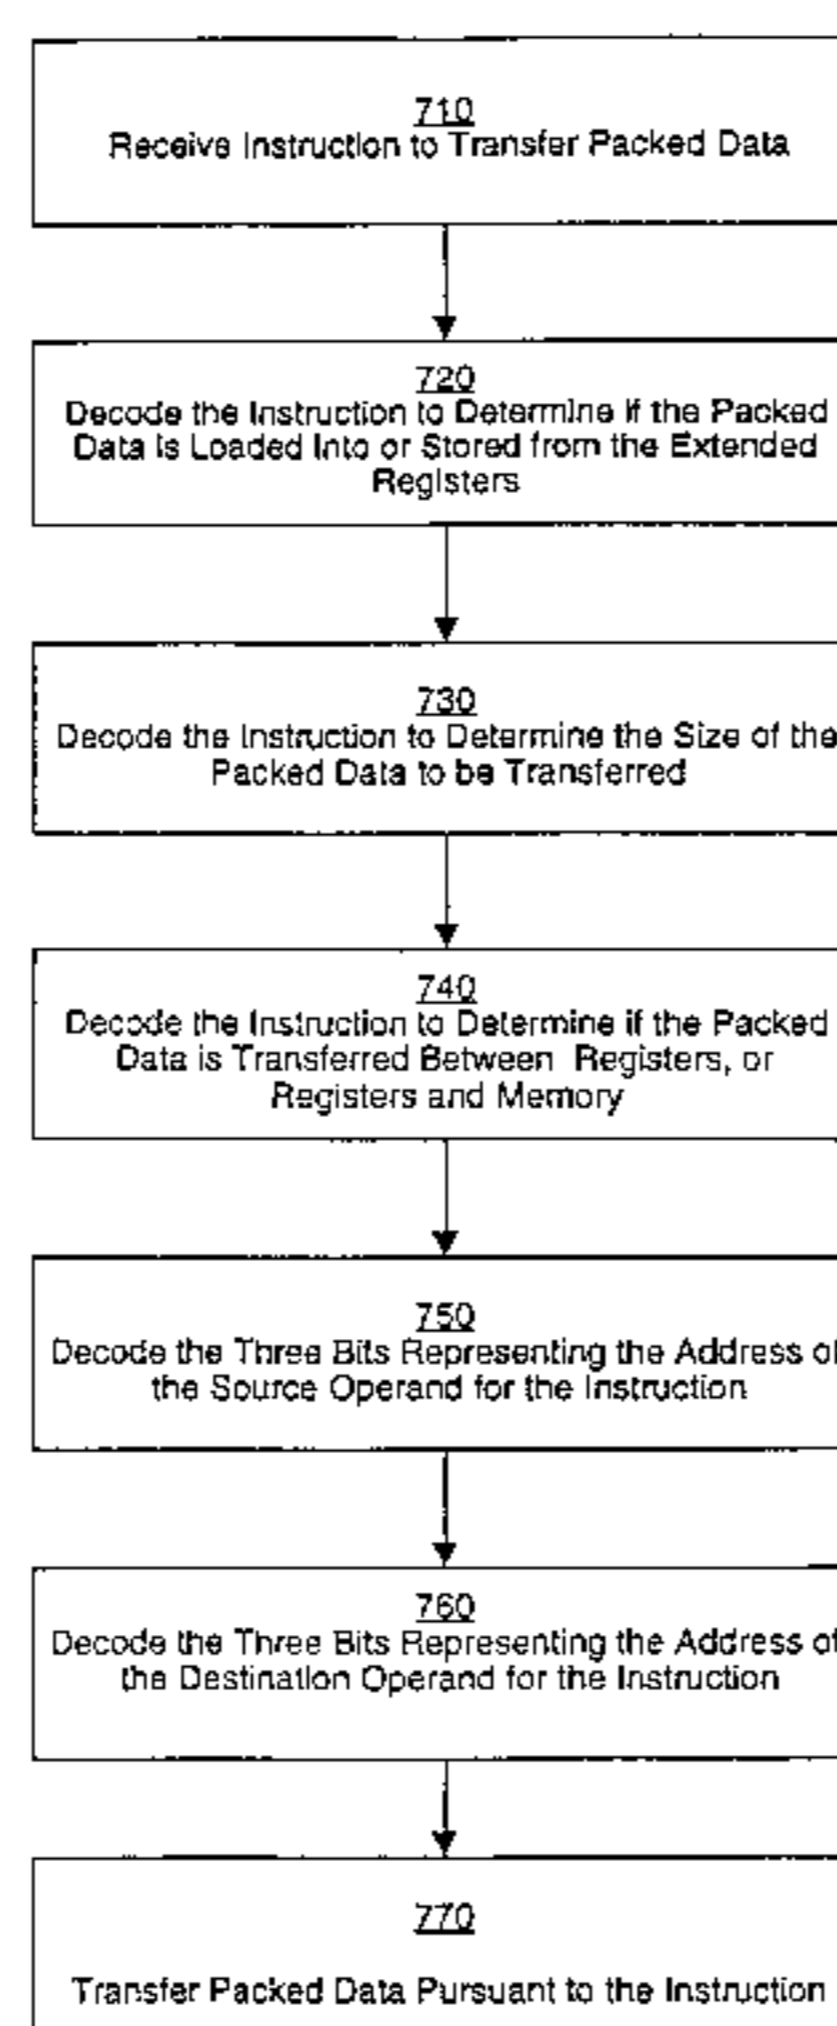 710
Receive Instruction to Transfer Packed Data
720
Decode the Instruction to Determine if the Packed
Data is Loaded Into or Stored from the Extended
Registers
730
Decode the Instruction to Determine the Size of the
Packed Data to be Transferred
740
Decode the Instruction to Determine if the Packed
Data is Transferred Between Registers, or
Registers and Memory
750
Decode the Three Bits Representing the Address of
the Source Operand for the Instruction
760
Decode the Three Bits Representing the Address of
the Destination Operand for the Instruction
770
Transfer Packed Data Pursuant to the Instruction